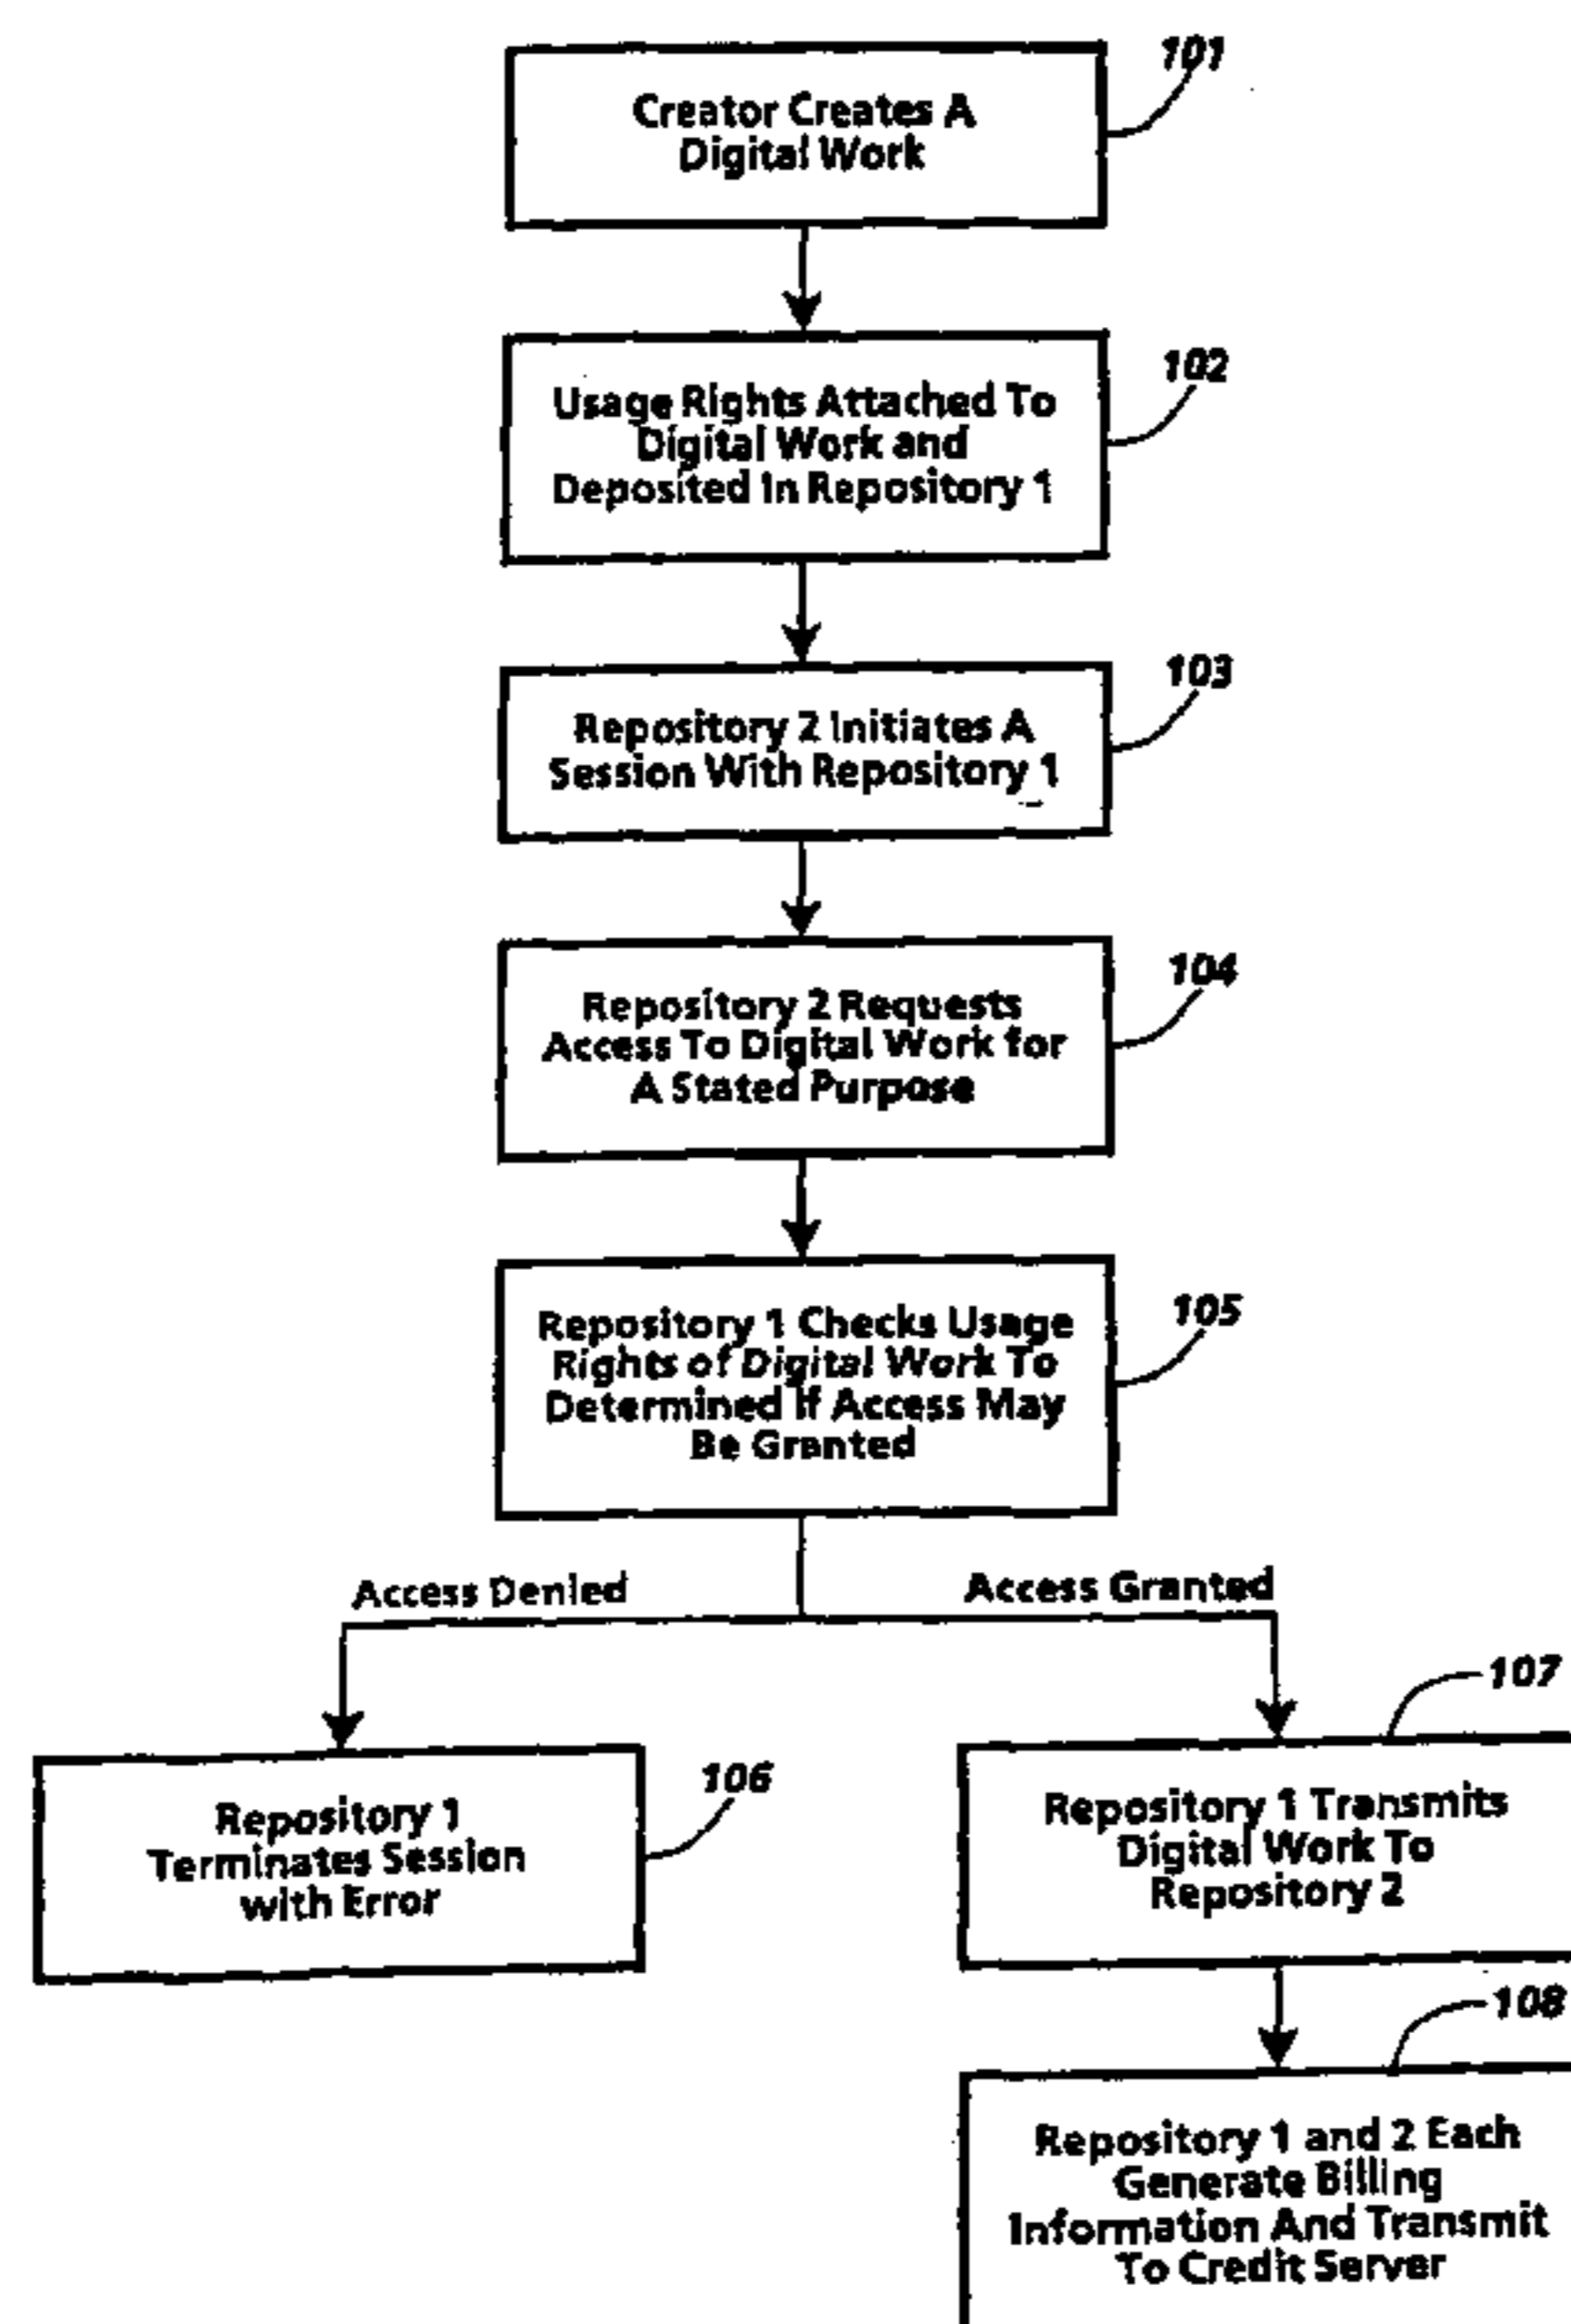 101
Creator Creates A
Digital Work
102
Usage Rights Attached To
Digital Work and
Deposited In Repository 1
103
Repository 2 Initiates A
Session With Repository 1
104
Repository 2 Requests
Access To Digital Work for
A Stated Purpose
105
Repository 1 Checks Usage
Rights of Digital Work To
Determined If Access May
Be Granted
Access Denied
Access Granted
107
106
Repository 1
Terminates Session
with Error
Repository 1 Transmits
Digital Work To
Repository 2
108
Repository 1 and 2 Each
Generate Billing
Information And Transmit
To Credit Server